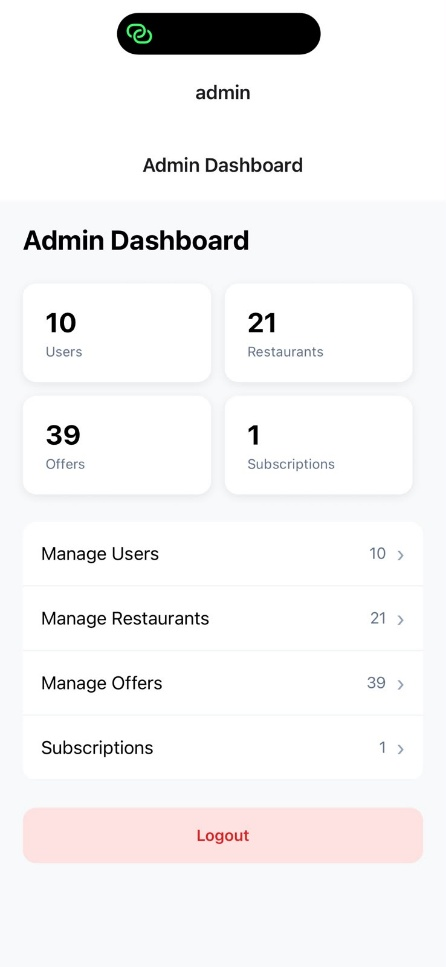 admin
Admin Dashboard
Admin Dashboard
10
Users
21
Restaurants
39
Offers
1
Subscriptions
Manage Users 10 ›
Manage Restaurants 21 ›
Manage Offers 39 ›
Subscriptions 1 ›
Logout